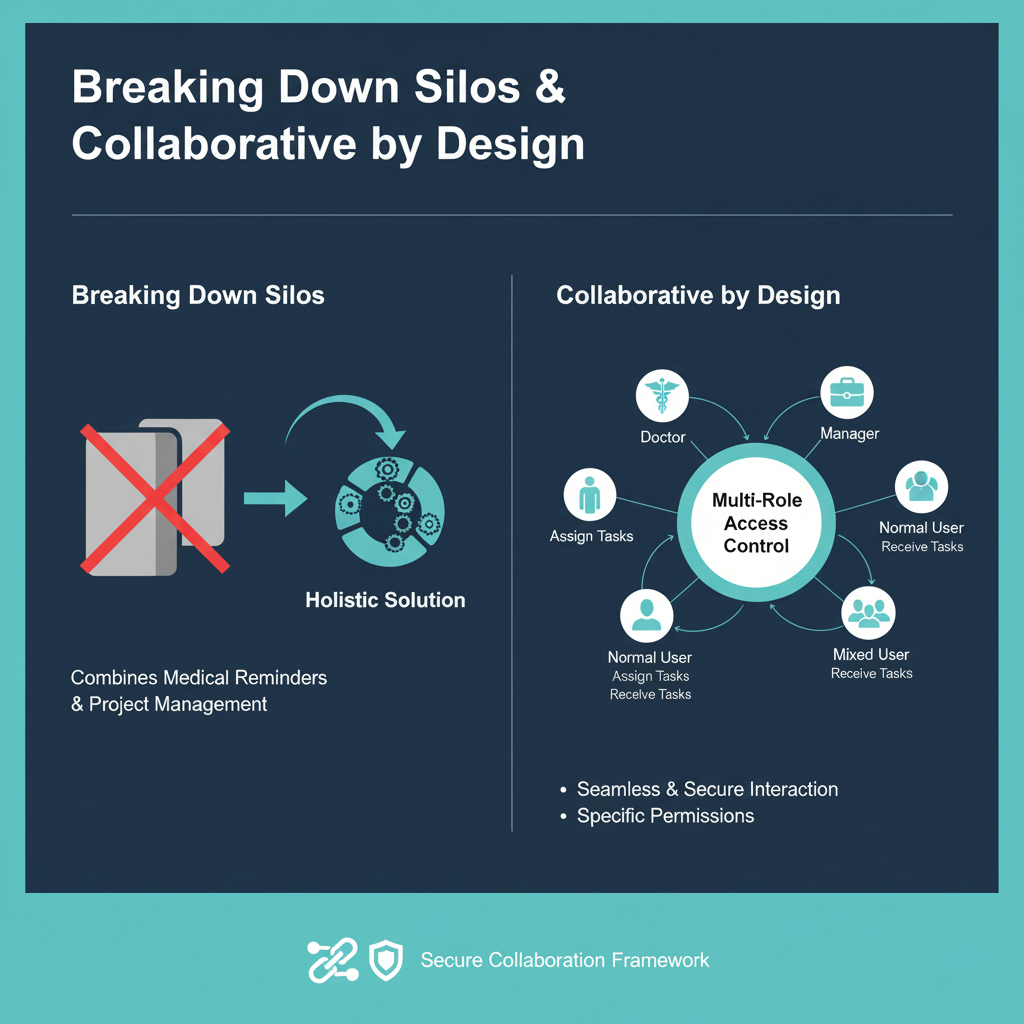 Breaking Down Silos &
Collaborative by Design
Breaking Down Silos
Holistic Solution
Combines Medical Reminders
& Project Management
Collaborative by Design
Doctor
Manager
Assign Tasks
Multi-Role
Access
Control
Normal User
Receive Tasks
Normal User
Assign Tasks
Recelve Tasks
Mixed User
Receive Tasks
• Seamless & Secure Interaction
• Specific Permissions
Secure Collaboration Framework